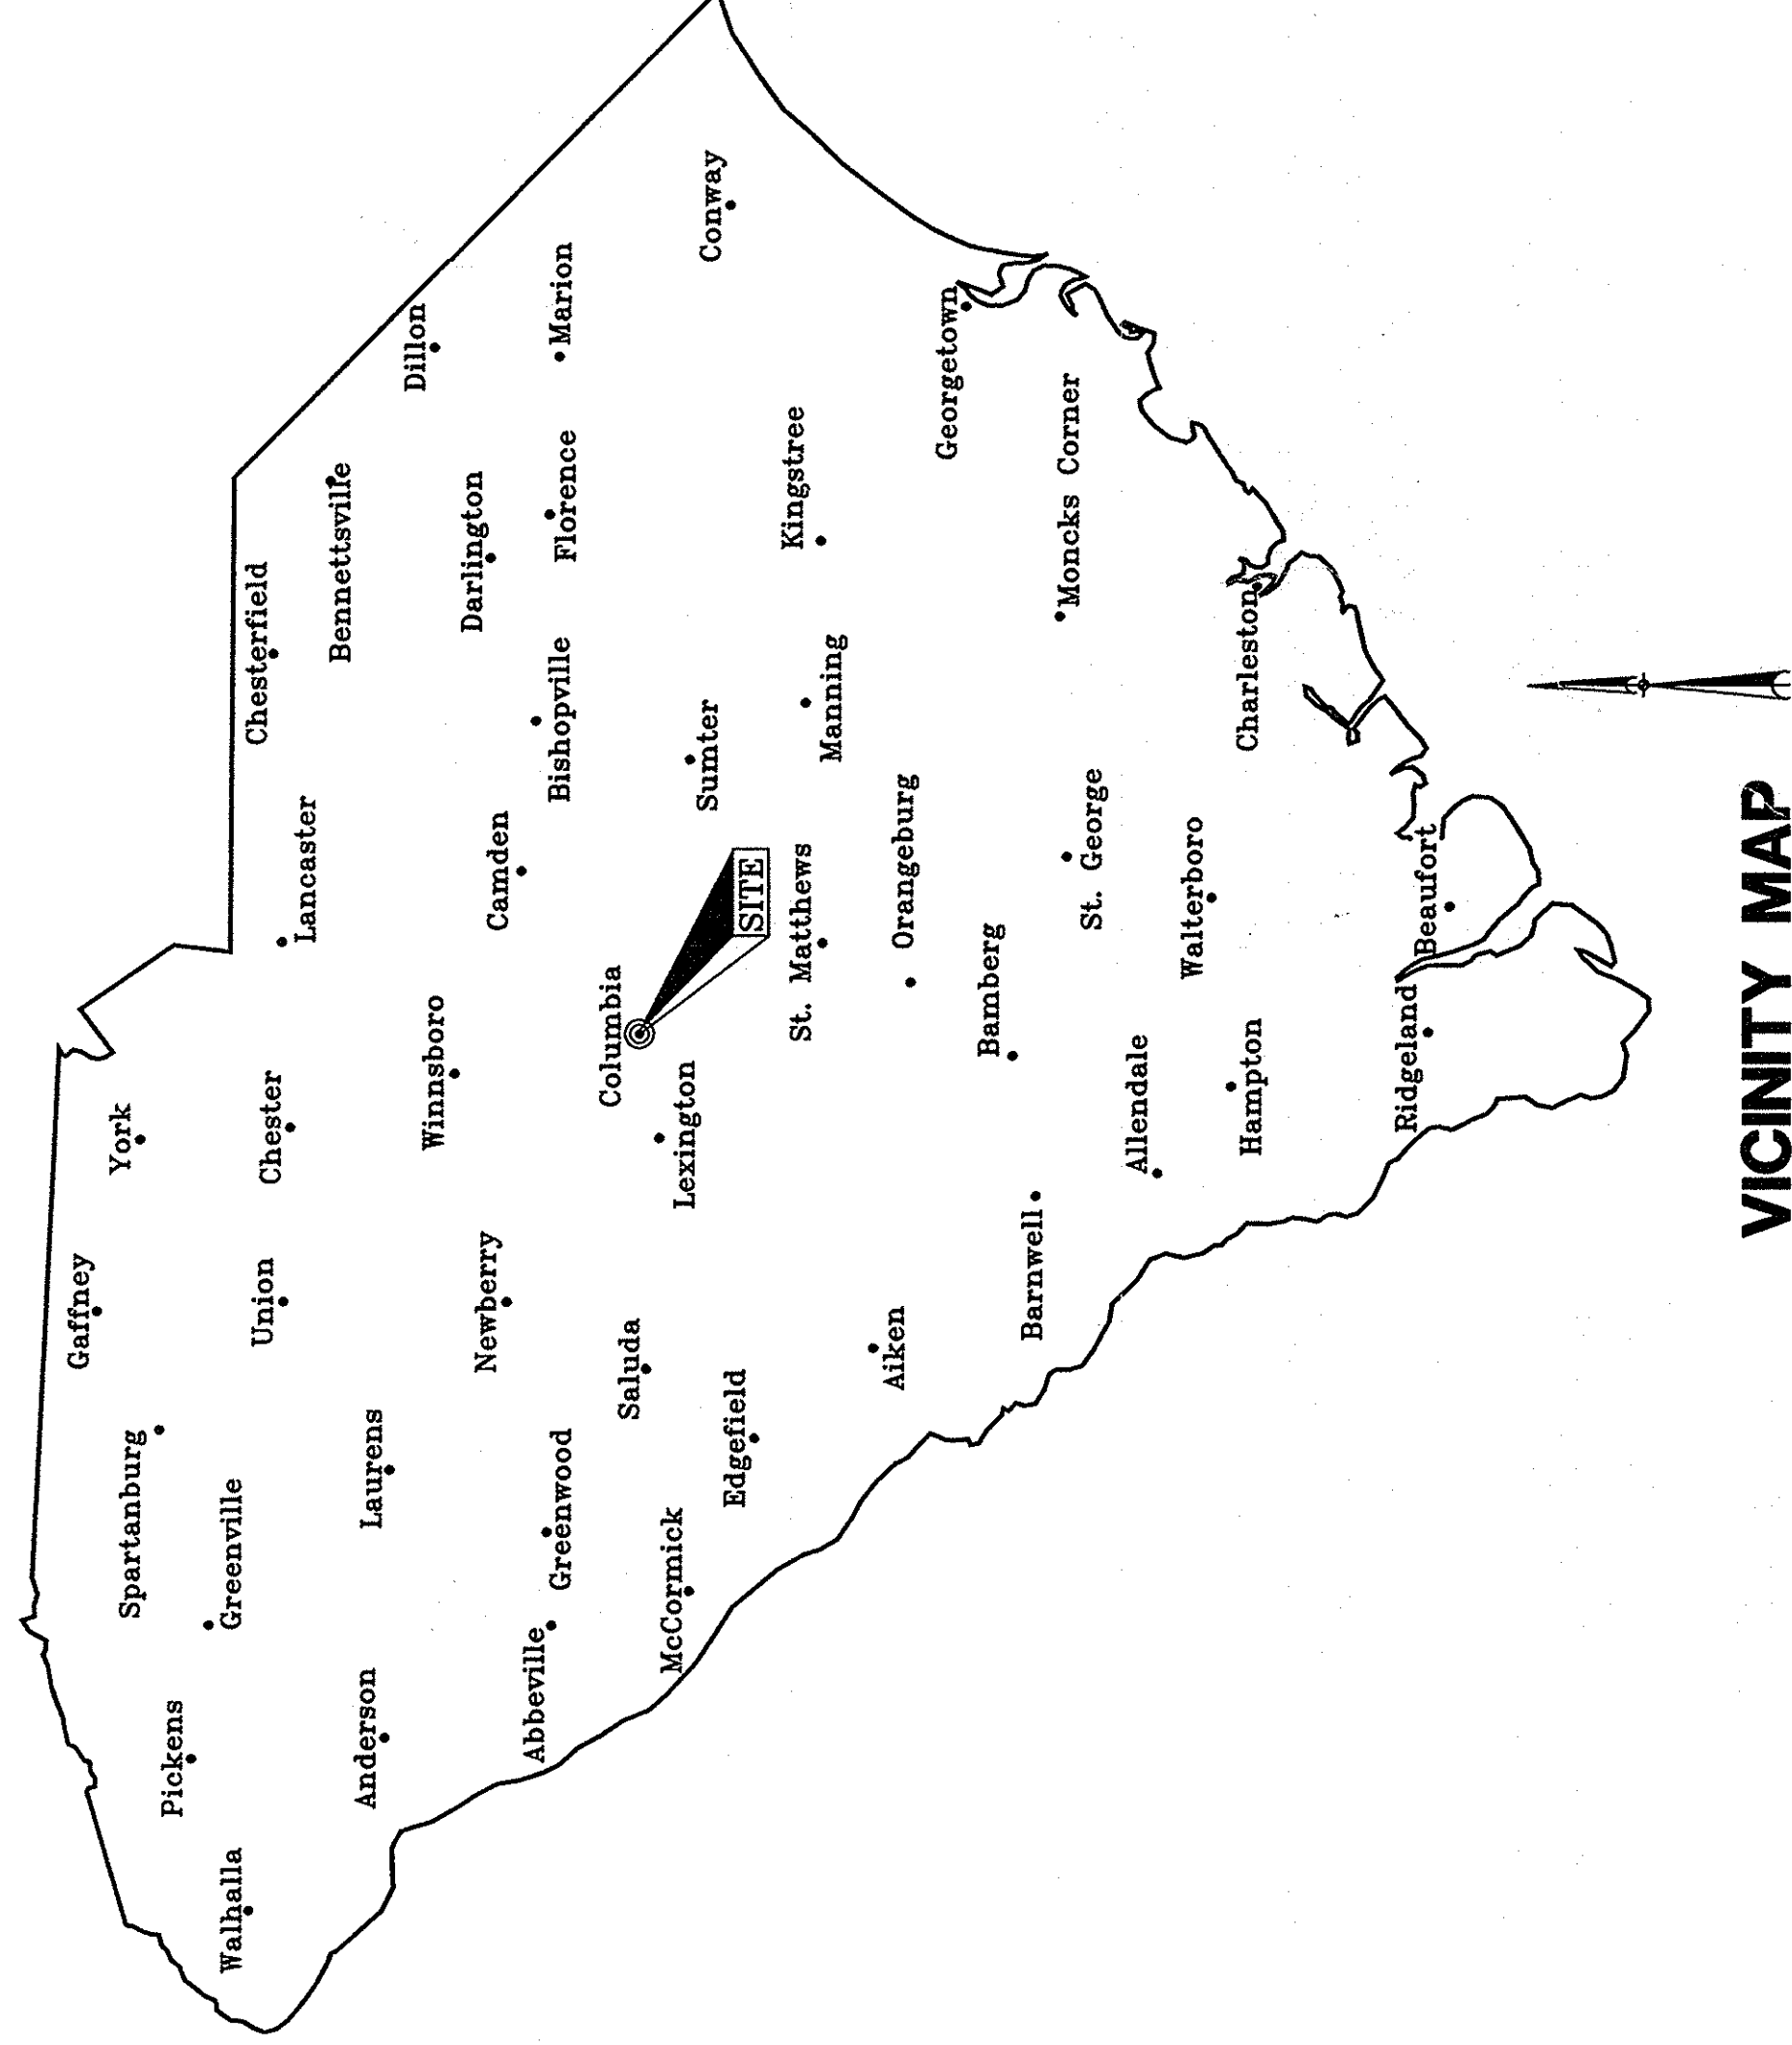 Gaffney
York
Spartanburg
Pickens
Greenville
Walhalla
Union
Chester
Lancaster
Chesterfield
Bennettsville
Anderson
Laurens
Winnsboro
Dillon
Newberry
Camden
Darlington
Abbeville
Greenwood
Bishopville
Florence
Marion
Saluda
Columbia
McCormick
Lexington
Sumter
Conway
Edgefield
SITE
St. Matthews
Manning
Kingstree
Aiken
Orangeburg
Georgetown
Barnwell
Bamberg
Moncks Corner
Allendale
St. George
Hampton
Walterboro
Charleston
Ridgeland
Beaufort
VICINITY MAP